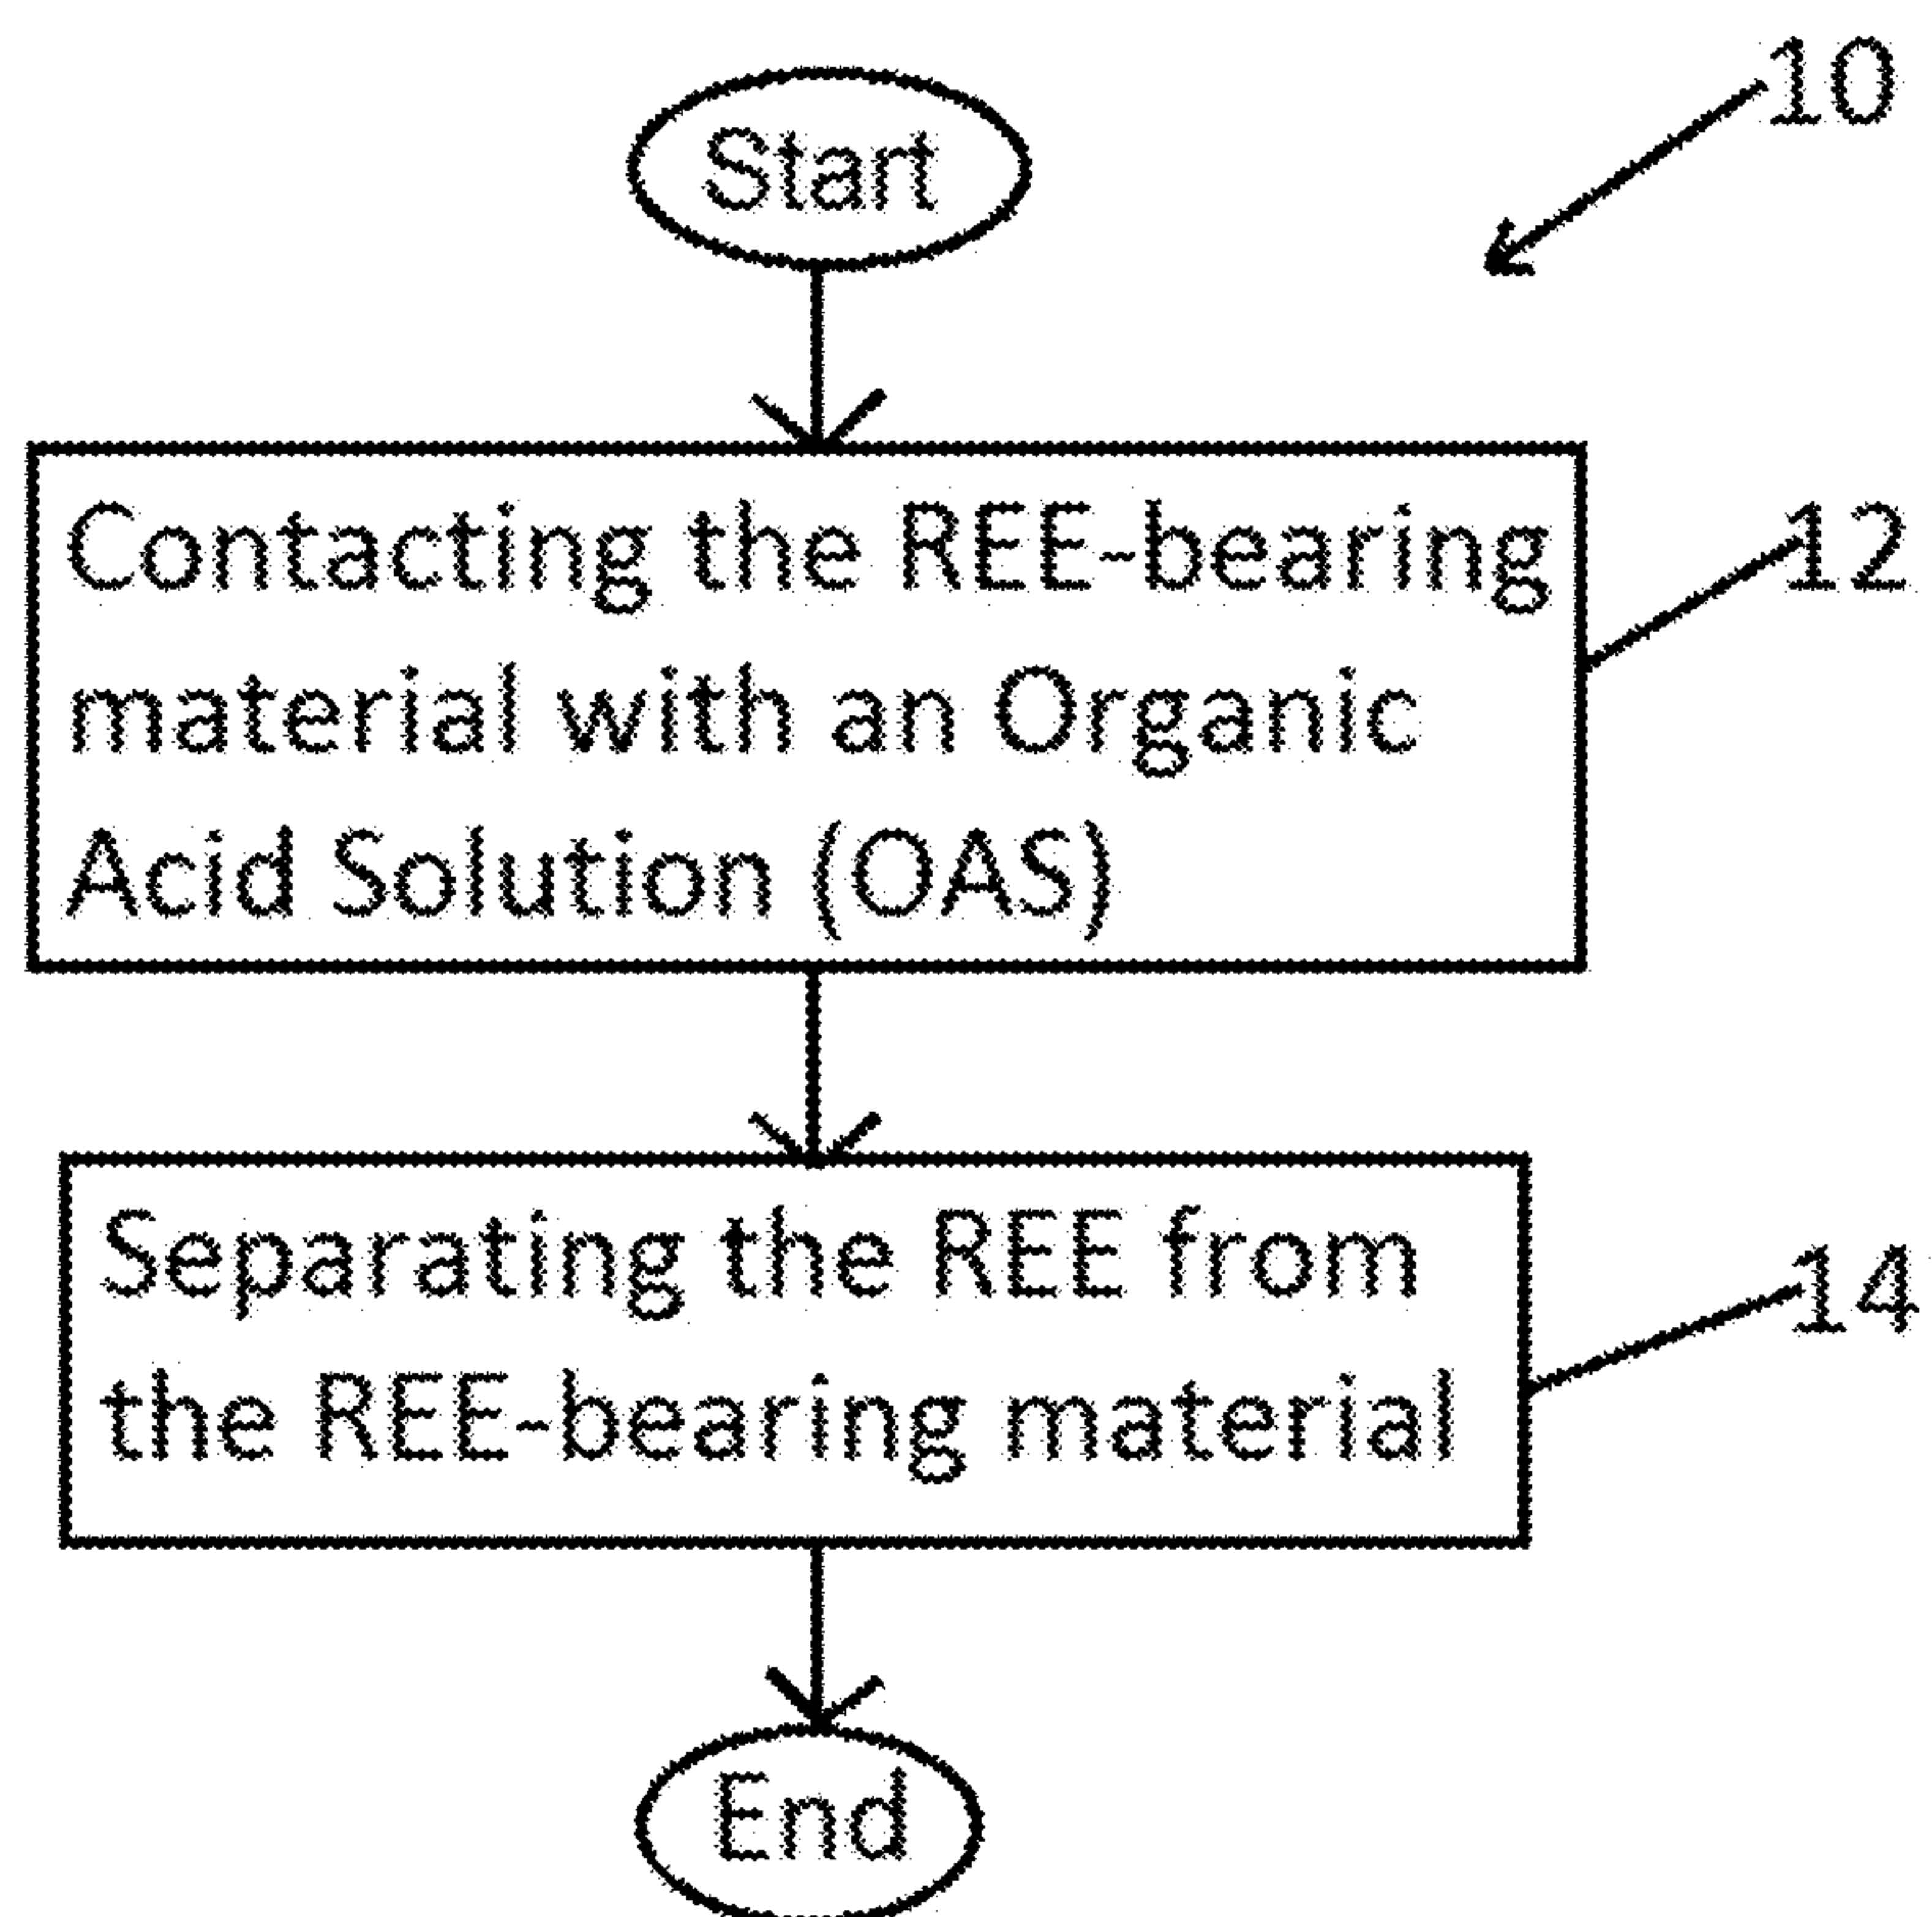 10
Start
Contacting the REE-bearing
material with an Organic
Acid Solution (OAS)
12
Separating the REE from
the REE-bearing material
14
End